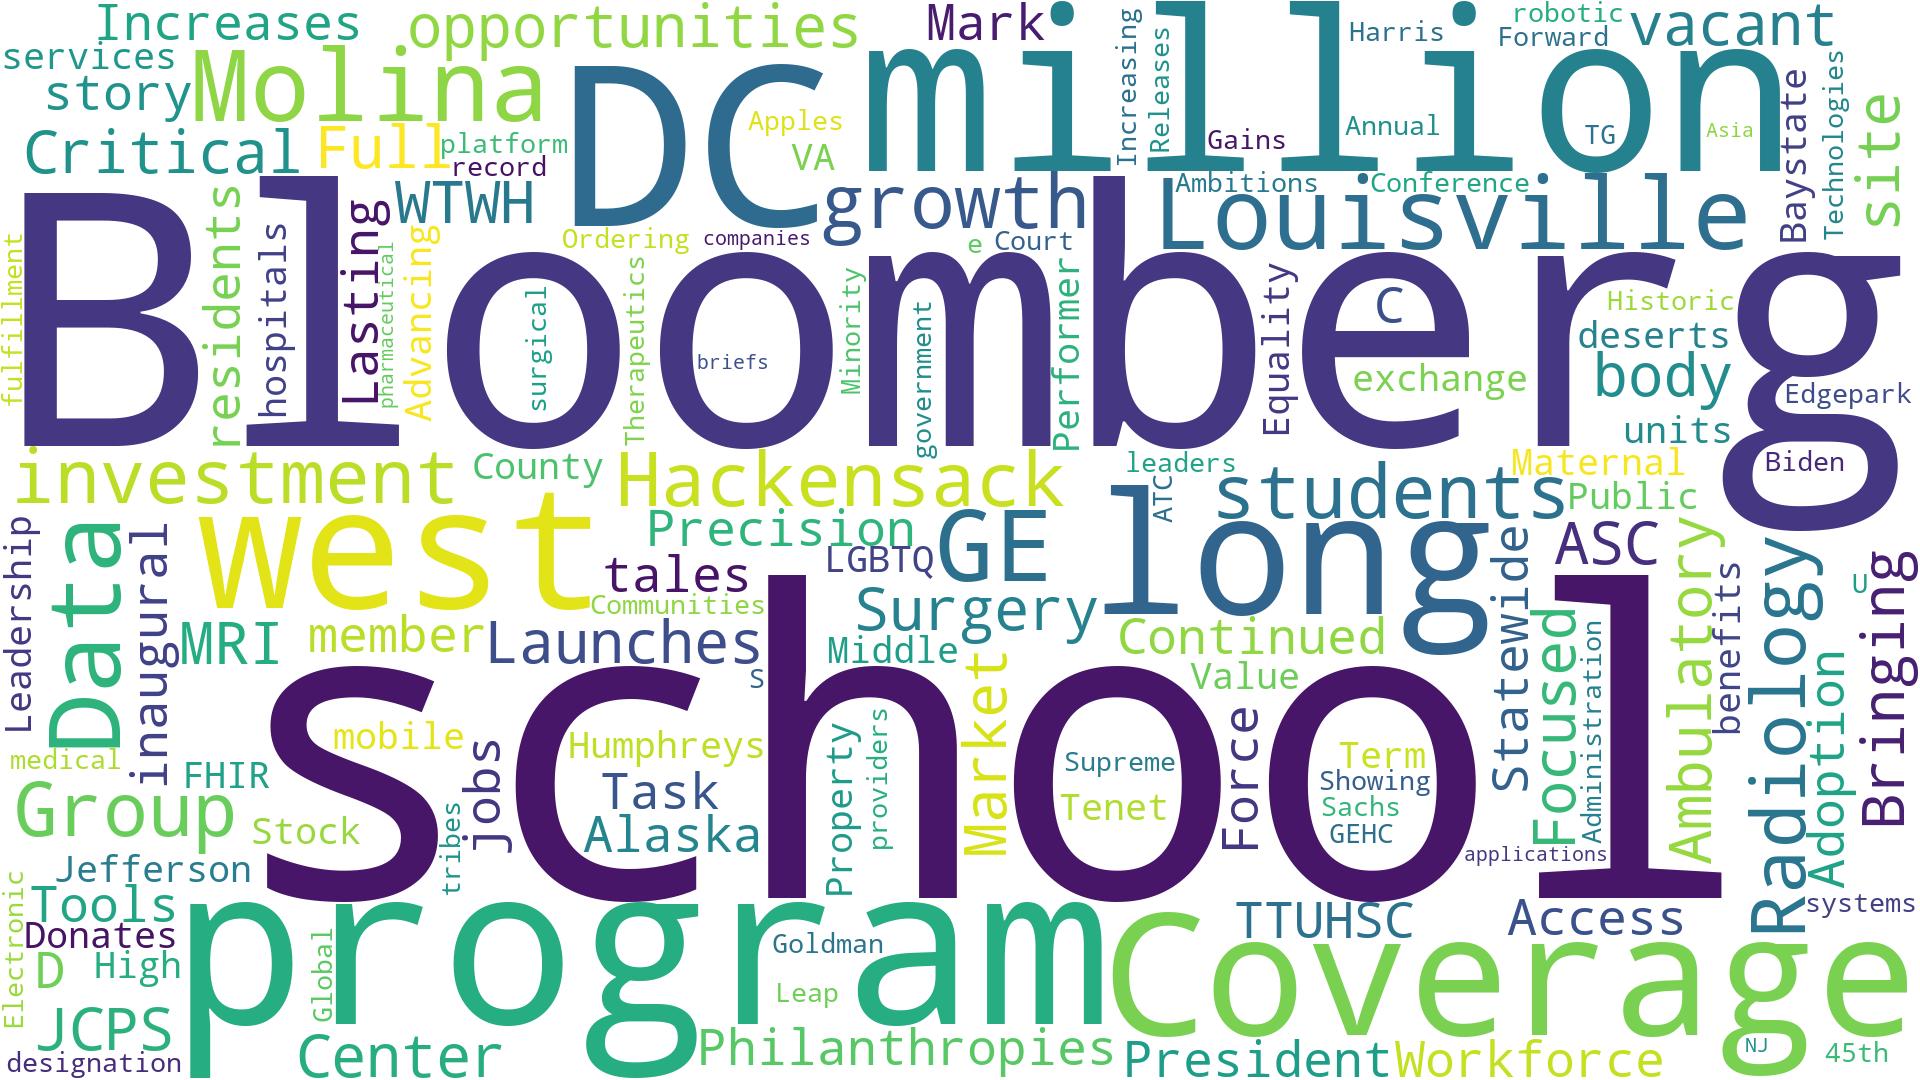 Increases
opportunities
Mark
million
Harris
robotic
Forward
vacant
services
story
Molina
DC
Apples
VA
Increasing
Releases
Gains
Annual
TG
Asia
Baystate
Technologies
site
Critical
Full
platform
record
WTWH
growth
Ambitions
Conference
Louisville
Bloomberg
residents
hospitals
Lasting
pharmaceutical
Advancing
Ordering
companies
e
Court
fulfillment
surgical
Therapeutics
briefs
Minority
government
Performer
Equality
C
exchange
Historic
deserts
body
units
Edgepark
Biden
investment
County
Hackensack
leaders
ATC
students
Maternal
Public
west
Precision
LGBTQ
GE
long
ASC
tales
Communities
Surgery
Leadership
Data
inaugural
MRI
member
Launches
S
Middle
Continued
Value
Statewide
Focused
Administration
Ambulatory
benefits
Radiology
Adoption
U
Bringing
school
medical
FHIR
mobile
jobs
Humphreys
Task
Alaska
Property
providers
Market
Supreme
Tenet
Force
Term
Showing
Sachs
GEHC
applications
Group
Stock
tribes
Jefferson
Tools
Donates
D
High
Electronic
JCPS
designation
program
Global
Goldman
Leap
Center
Philanthropies
TTUHSC
Access
systems
Coverage
President
Workforce
NJ
45th